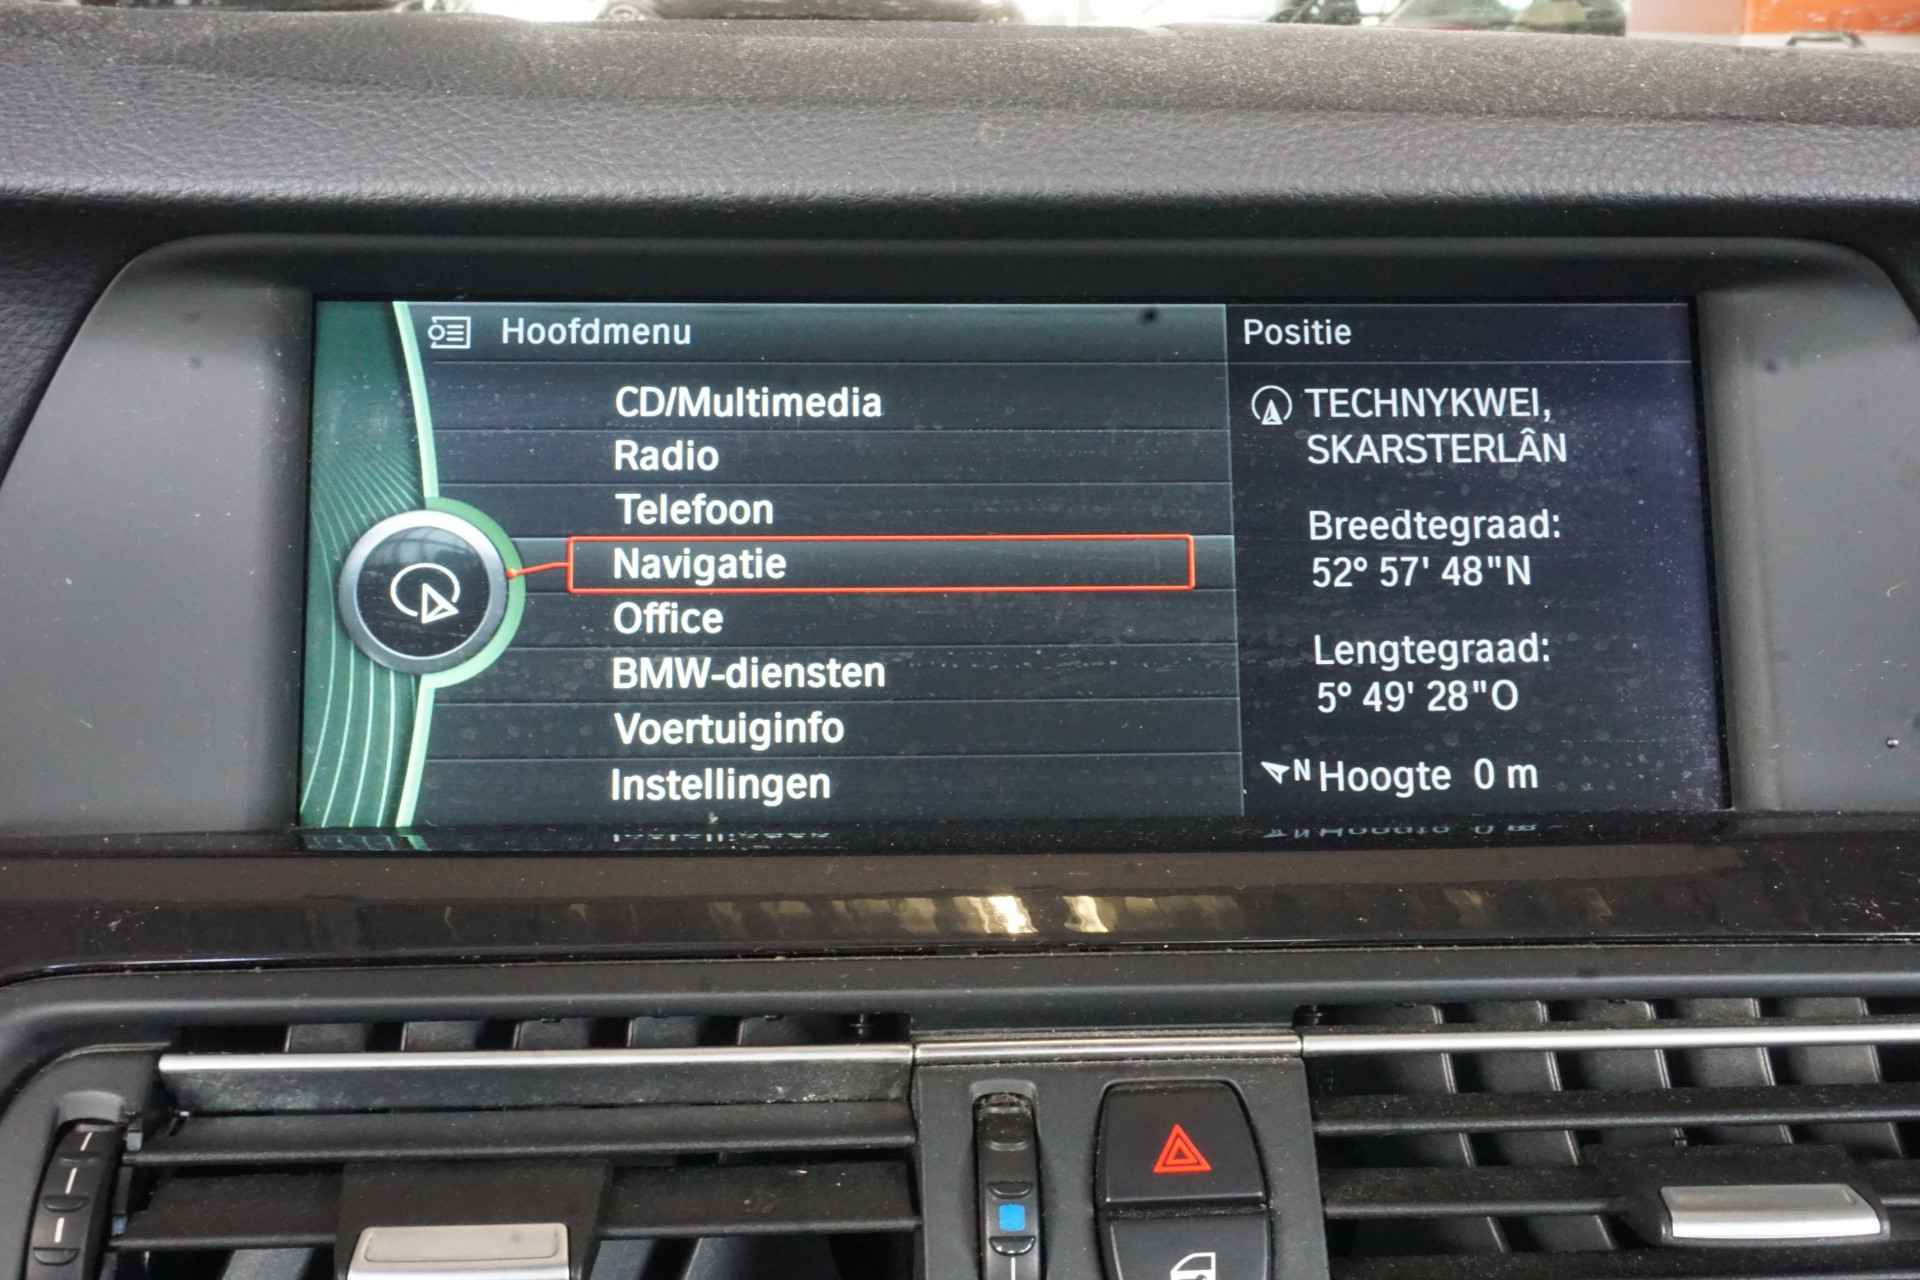 Hoofdmenu
CD/Multimedia
Radio
Telefoon
Navigatie
Office
BMW-diensten
Voertuiginfo
Instellingen
Positie
TECHNYKWEI,
SKARSTERLÂN
Breedtegraad:
52° 57' 48"N
Lengtegraad:
5° 49' 28"O
N Hoogte 0 m